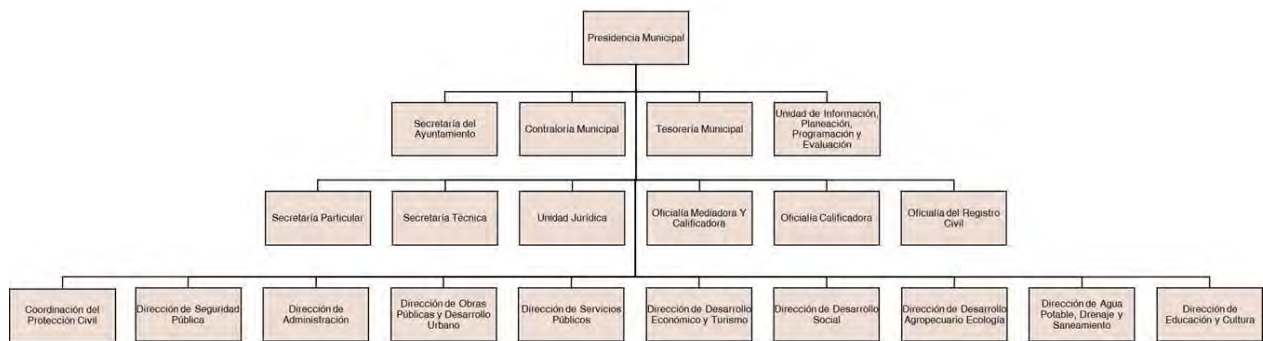 Presidencia Municipal
Secretaría del
Ayuntamiento
Contraloría Municipal
Tesorería Municipal
Unidad de Información,
Planeación,
Programación y
Evaluación
Secretaría Particular
Secretaría Técnica
Unidad Jurídica
Oficialía Mediadora Y
Calificadora
Oficialía Calificadora
Oficialía del Registro
Civil
Coordinación del
Protección Civil
Dirección de Seguridad
Pública
Dirección de
Administración
Dirección de Obras
Públicas y Desarrollo
Urbano
Dirección de Servicios
Públicos
Dirección de Desarrollo
Económico y Turismo
Dirección de Desarrollo
Social
Dirección de Desarrollo
Agropecuario Ecología
Dirección de Agua
Potable, Drenaje y
Saneamiento
Dirección de
Educación y Cultura